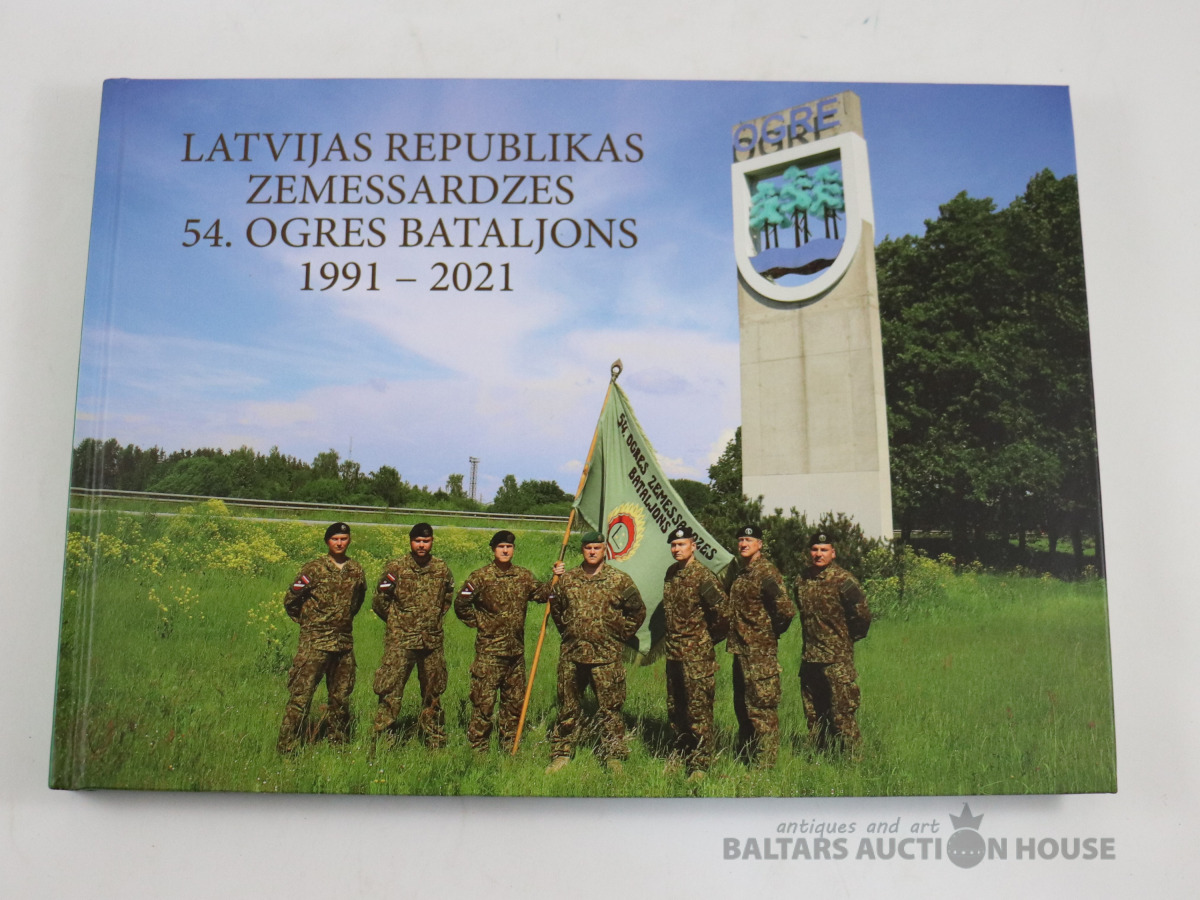 LATVIJAS REPUBLIKAS
ZEMESSARDZES
54. OGRES BATALJONS
1991 – 2021
OGRE
54. OGRES ZEMESSARDZES
BATALJONS
antiques and art
BALTARS AUCTION HOUSE